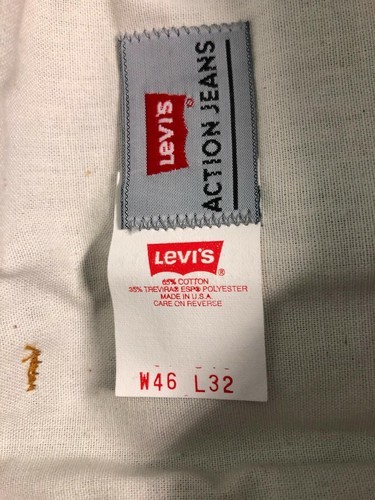 Levi's ®
ACTION JEANS
Levi's ®
65% COTTON
35% TREVIRA® ESP® POLYESTER
MADE IN U.S.A.
CARE ON REVERSE
W46 L32